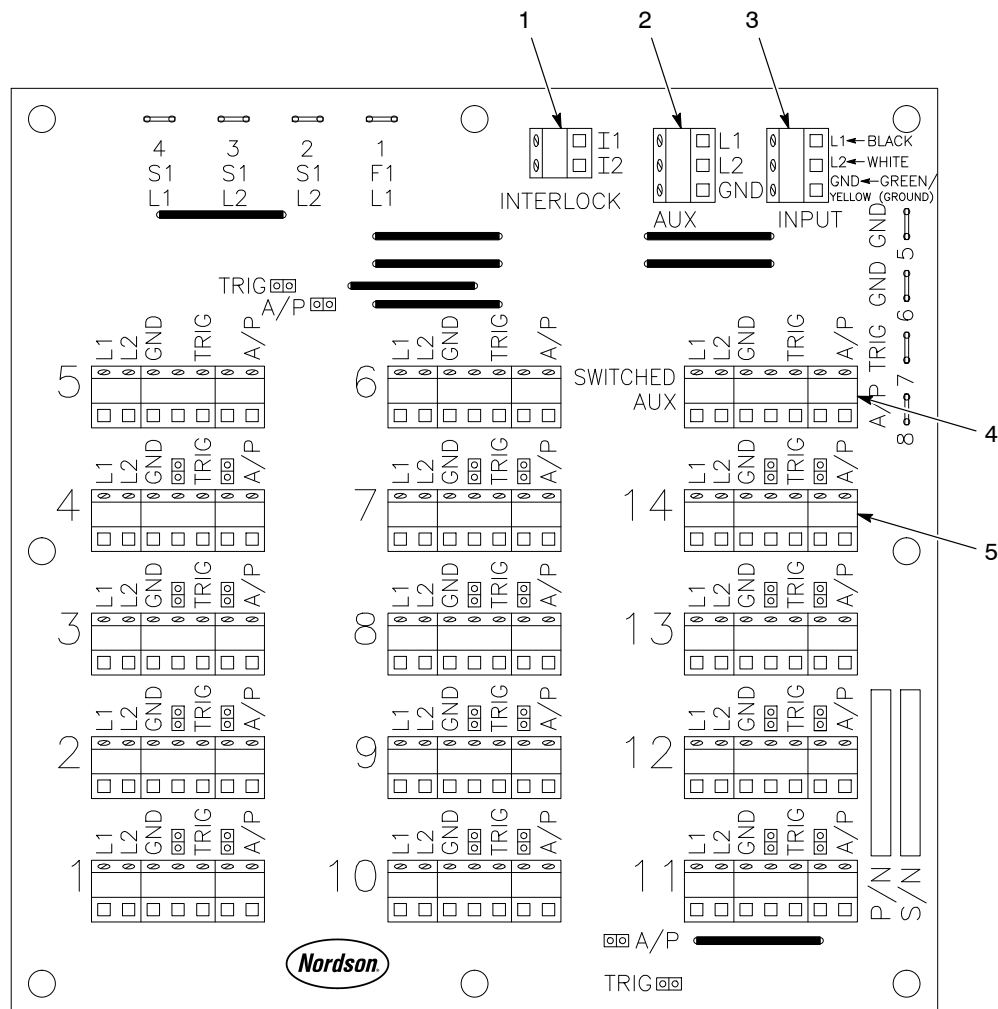 1 2 3
4 3 2 1
S1 S1 S1 F1
L1 L2 L2 L1
I1
I2
INTERLOCK
L1
L2
GND
AUX
L1 BLACK
L2 WHITE
GND GREEN/
YELLOW (GROUND)
INPUT
GND 5
GND 6
TRIG 7
A/P 8
TRIG
A/P
L1 L2 GND TRIG A/P
5
L1 L2 GND TRIG A/P
6
L1 L2 GND TRIG A/P
SWITCHED
AUX
4
L1 L2 GND TRIG A/P
4
L1 L2 GND TRIG A/P
7
L1 L2 GND TRIG A/P
14
5
L1 L2 GND TRIG A/P
3
L1 L2 GND TRIG A/P
8
L1 L2 GND TRIG A/P
13
L1 L2 GND TRIG A/P
2
L1 L2 GND TRIG A/P
9
L1 L2 GND TRIG A/P
12
L1 L2 GND TRIG A/P
1
L1 L2 GND TRIG A/P
10
L1 L2 GND TRIG A/P
11
P/N
S/N
Nordson
A/P
TRIG